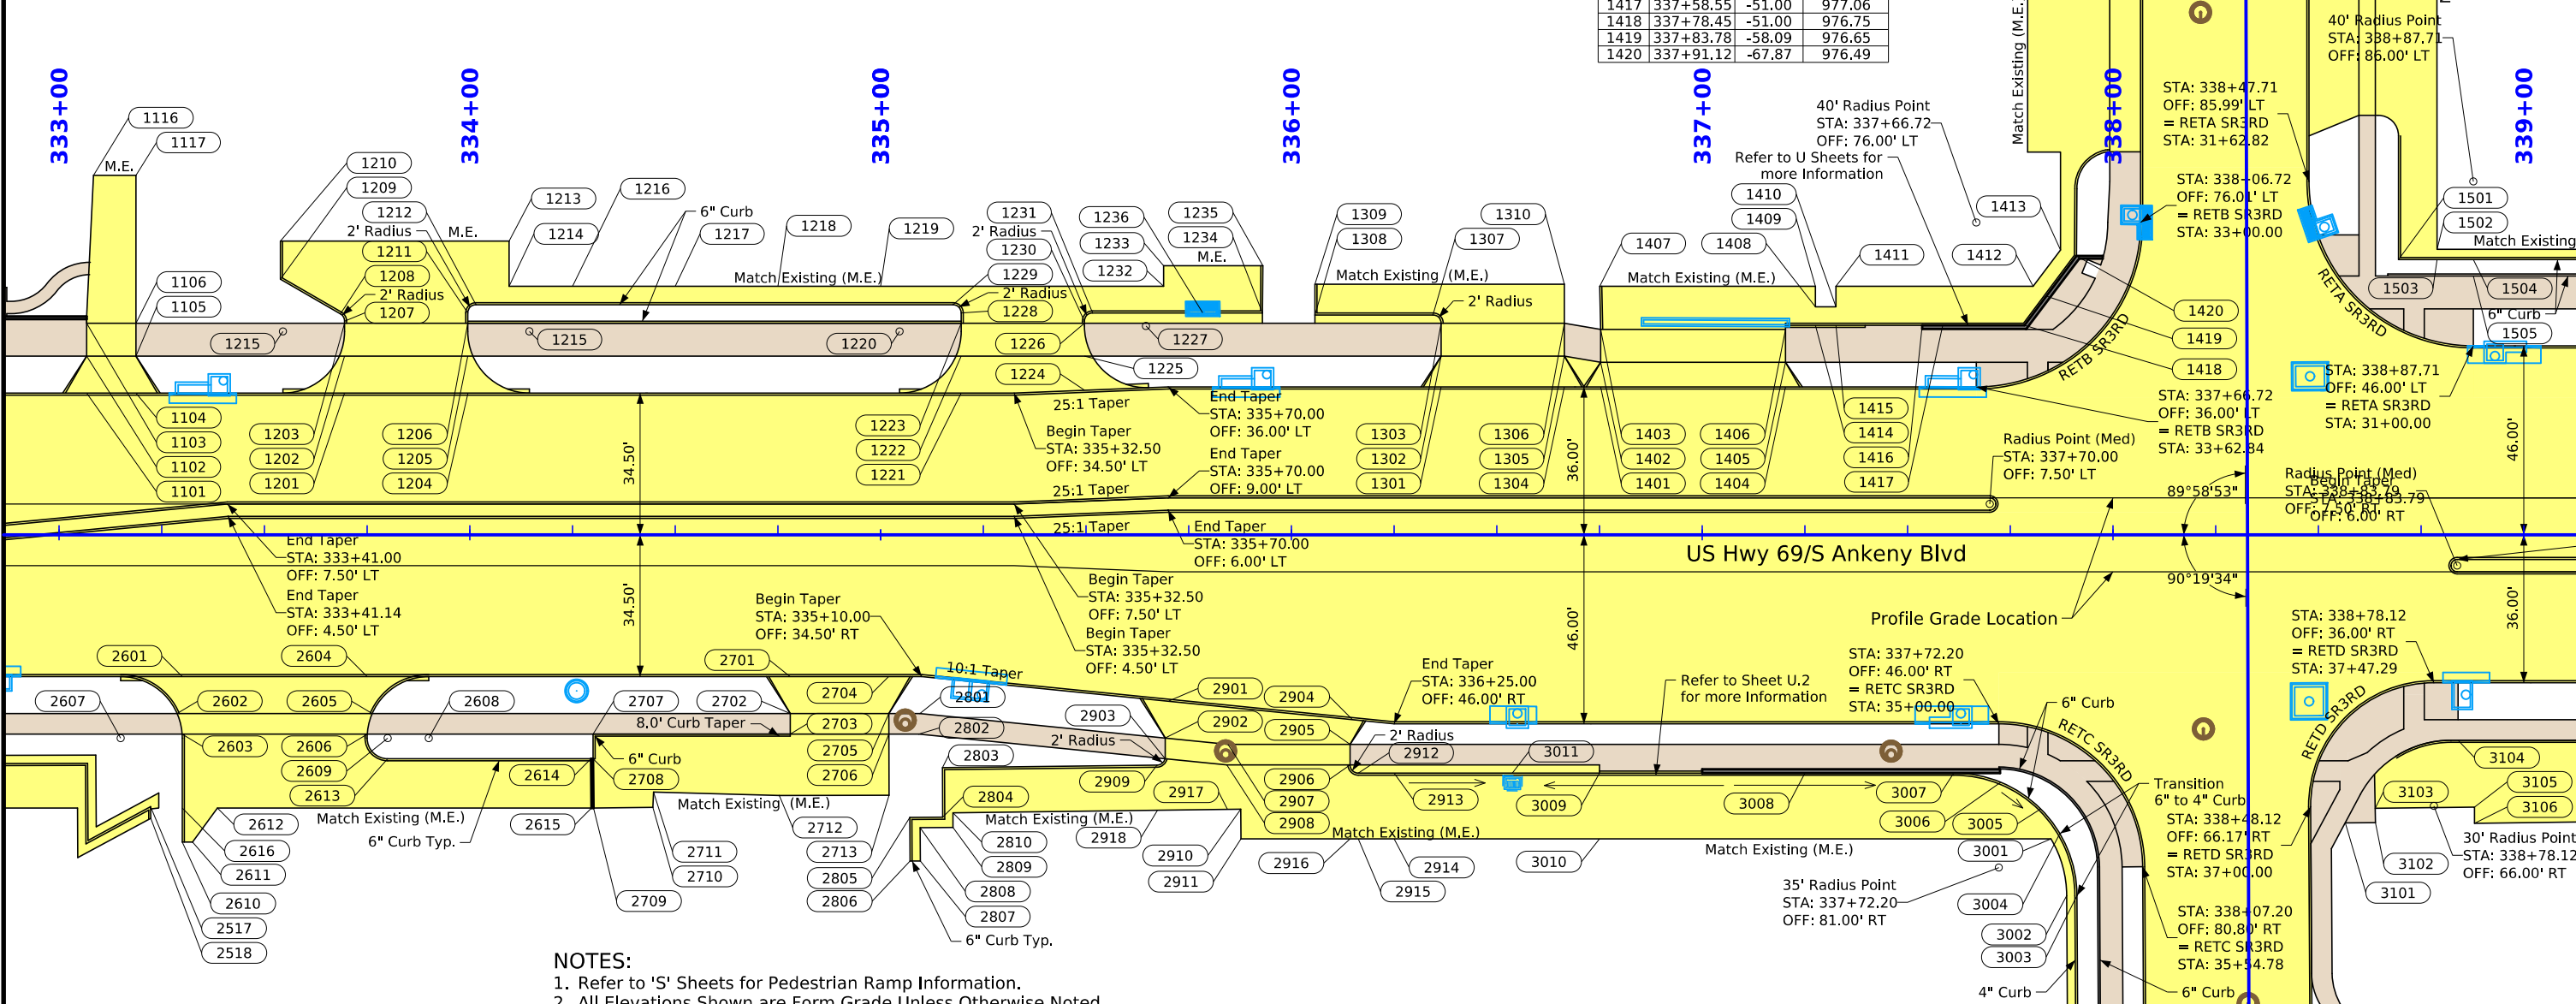 1417 337+58.55 -51.00 977.06
1418 337+78.45 -51.00 976.75
1419 337+83.78 -58.09 976.65
1420 337+91.12 -67.87 976.49
333+00
334+00
335+00
336+00
337+00
338+00
339+00
Match Existing (M.E.)
40' Radius Point
STA: 338+87.71
OFF: 86.00' LT
STA: 338+47.71
OFF: 85.99' LT
= RETA SR3RD
STA: 31+62.82
STA: 338+06.72
OFF: 76.01' LT
= RETB SR3RD
STA: 33+00.00
40' Radius Point
STA: 337+66.72
OFF: 76.00' LT
Refer to U Sheets for
more Information
1116
1117
M.E.
1106
1105
1210
1209
1212
2' Radius
1211
1208
2' Radius
1207
M.E.
1213
1214
1216
6" Curb
1217
1218
1219
Match Existing (M.E.)
1231
2' Radius
1230
1229
2' Radius
1228
1226
1236
1233
1232
1235
1234
M.E.
1309
1308
1310
1307
Match Existing (M.E.)
2' Radius
1407
1408
Match Existing (M.E.)
1410
1409
1411
1412
1413
1501
1502
Match Existing
1503
1504
6" Curb
1505
1420
1419
1418
RETA SR3RD
RETB SR3RD
1215
1215
1220
1227
1225
1224
1104
1103
1102
1101
1203
1202
1201
1206
1205
1204
34.50'
1223
1222
1221
25:1 Taper
Begin Taper
STA: 335+32.50
OFF: 34.50' LT
25:1 Taper
25:1 Taper
End Taper
STA: 335+70.00
OFF: 36.00' LT
End Taper
STA: 335+70.00
OFF: 9.00' LT
End Taper
STA: 335+70.00
OFF: 6.00' LT
1303
1302
1301
1306
1305
1304
36.00'
1403
1402
1401
1406
1405
1404
1415
1414
1416
1417
Radius Point (Med)
STA: 337+70.00
OFF: 7.50' LT
STA: 337+66.72
OFF: 36.00' LT
= RETB SR3RD
STA: 33+62.84
STA: 338+87.71
OFF: 46.00' LT
= RETA SR3RD
STA: 31+00.00
46.00'
89°58'53"
Radius Point (Med)
STA: 338+83.79
OFF: 7.50' RT
Begin Taper
STA: 338+83.79
OFF: 6.00' RT
US Hwy 69/S Ankeny Blvd
90°19'34"
Profile Grade Location
End Taper
STA: 333+41.00
OFF: 7.50' LT
End Taper
STA: 333+41.14
OFF: 4.50' LT
34.50'
Begin Taper
STA: 335+10.00
OFF: 34.50' RT
Begin Taper
STA: 335+32.50
OFF: 7.50' LT
Begin Taper
STA: 335+32.50
OFF: 4.50' LT
46.00'
36.00'
STA: 338+78.12
OFF: 36.00' RT
= RETD SR3RD
STA: 37+47.29
2601
2604
2607
2602
2605
2608
2603
2606
2609
2613
2612
2616
2611
2610
2517
2518
Match Existing (M.E.)
6" Curb Typ.
2701
2707
2702
8.0' Curb Taper
2704
2703
2705
2706
6" Curb
2614
2708
2615
2709
2711
2710
Match Existing (M.E.)
2712
2713
2805
2806
10:1 Taper
2801
2802
2803
2804
Match Existing (M.E.)
2810
2809
2808
2807
6" Curb Typ.
2903
2' Radius
2909
2901
2902
2904
2905
2906
2907
2908
2917
2918
2910
2911
End Taper
STA: 336+25.00
OFF: 46.00' RT
2' Radius
2912
2913
3011
Match Existing (M.E.)
2916
2914
2915
3010
3009
Refer to Sheet U.2
for more Information
STA: 337+72.20
OFF: 46.00' RT
= RETC SR3RD
STA: 35+00.00
6" Curb
RETC SR3RD
3008
3007
3006
3005
Match Existing (M.E.)
3001
35' Radius Point
STA: 337+72.20
OFF: 81.00' RT
3004
3002
3003
Transition
6" to 4" Curb
STA: 338+48.12
OFF: 66.17' RT
= RETD SR3RD
STA: 37+00.00
STA: 338+07.20
OFF: 80.80' RT
= RETC SR3RD
STA: 35+54.78
4" Curb
6" Curb
RETD SR3RD
3104
3105
3103
3106
3102
3101
30' Radius Point
STA: 338+78.12
OFF: 66.00' RT
NOTES:
1. Refer to 'S' Sheets for Pedestrian Ramp Information.
2. All Elevations Shown are Form Grade Unless Otherwise Noted